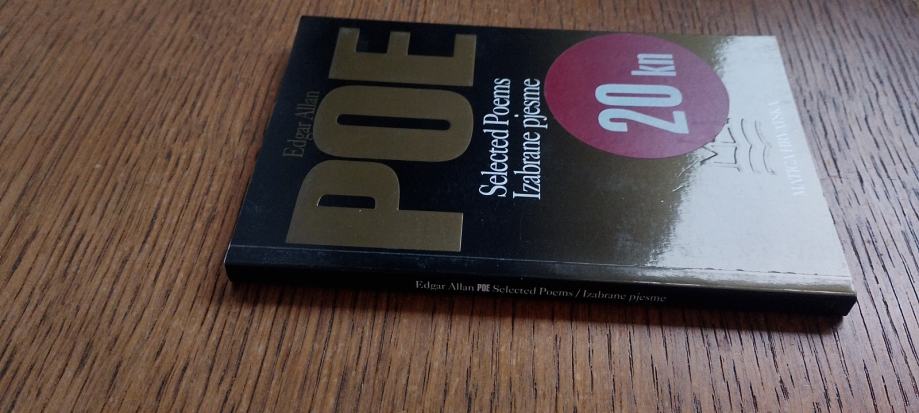 Edgar Allan
POE
Selected Poems
Izabrane pjesme
20 kn
MATICA HRVATSKA
Edgar Allan POE Selected Poems / Izabrane pjesme